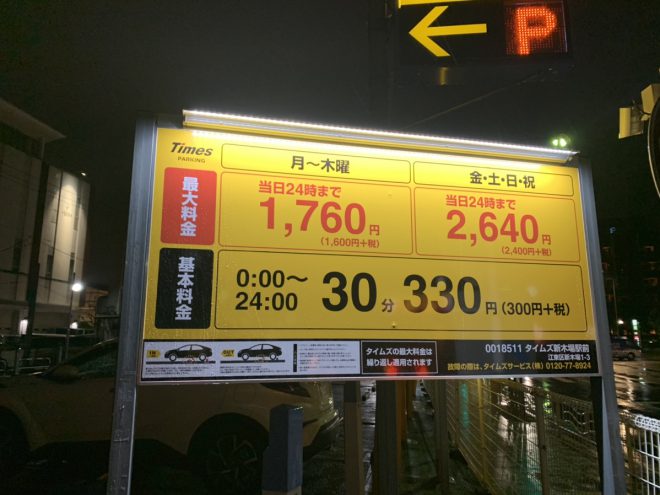 P
Times
PARKING
月～木曜
金・土・日・祝
最大料金
当日24時まで
1,760円
(1,600円+税)
当日24時まで
2,640円
(2,400円+税)
基本料金
0:00～
24:00
30分 330円(300円+税)
タイムズの最大料金は
繰り返し適用されます
0018511 タイムズ新木場駅前
江東区新木場1-3
故障の際は、タイムズサービス(株) 0120-77-8924